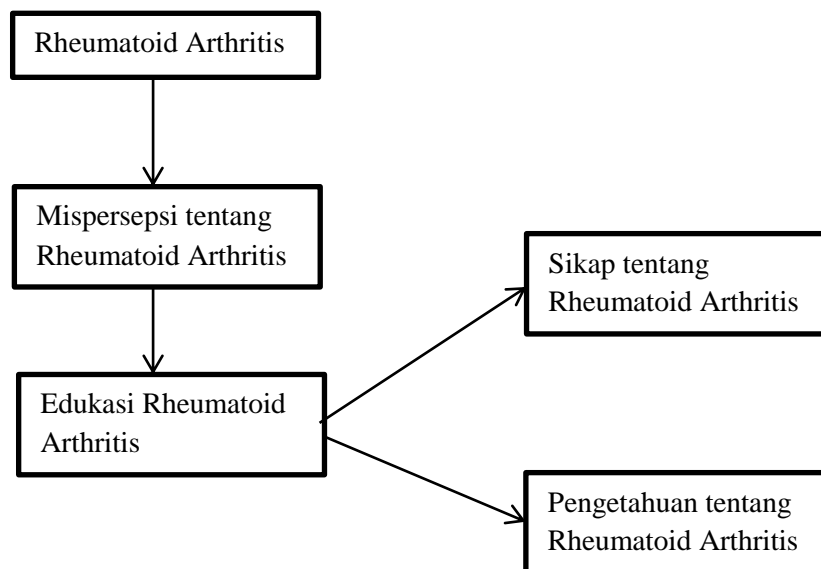 Rheumatoid Arthritis
Mispersepsi tentang
Rheumatoid Arthritis
Sikap tentang
Rheumatoid Arthritis
Edukasi Rheumatoid
Arthritis
Pengetahuan tentang
Rheumatoid Arthritis